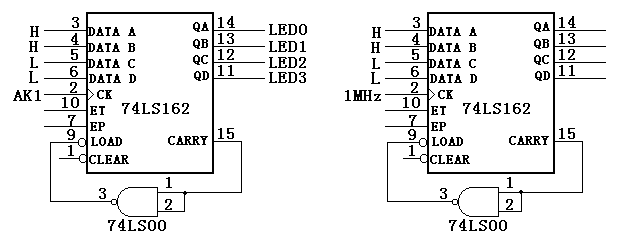 H 3 DATA A QA 14 LED0
H 4 DATA B QB 13 LED1
L 5 DATA C QC 12 LED2
L 6 DATA D QD 11 LED3
AK1 2 CK
74LS162
10 ET
7 EP
9 LOAD CARRY 15
1 CLEAR
3 1
2
74LS00
H 3 DATA A QA 14
H 4 DATA B QB 13
L 5 DATA C QC 12
L 6 DATA D QD 11
1MHz 2 CK
74LS162
10 ET
7 EP
9 LOAD CARRY 15
1 CLEAR
3 1
2
74LS00